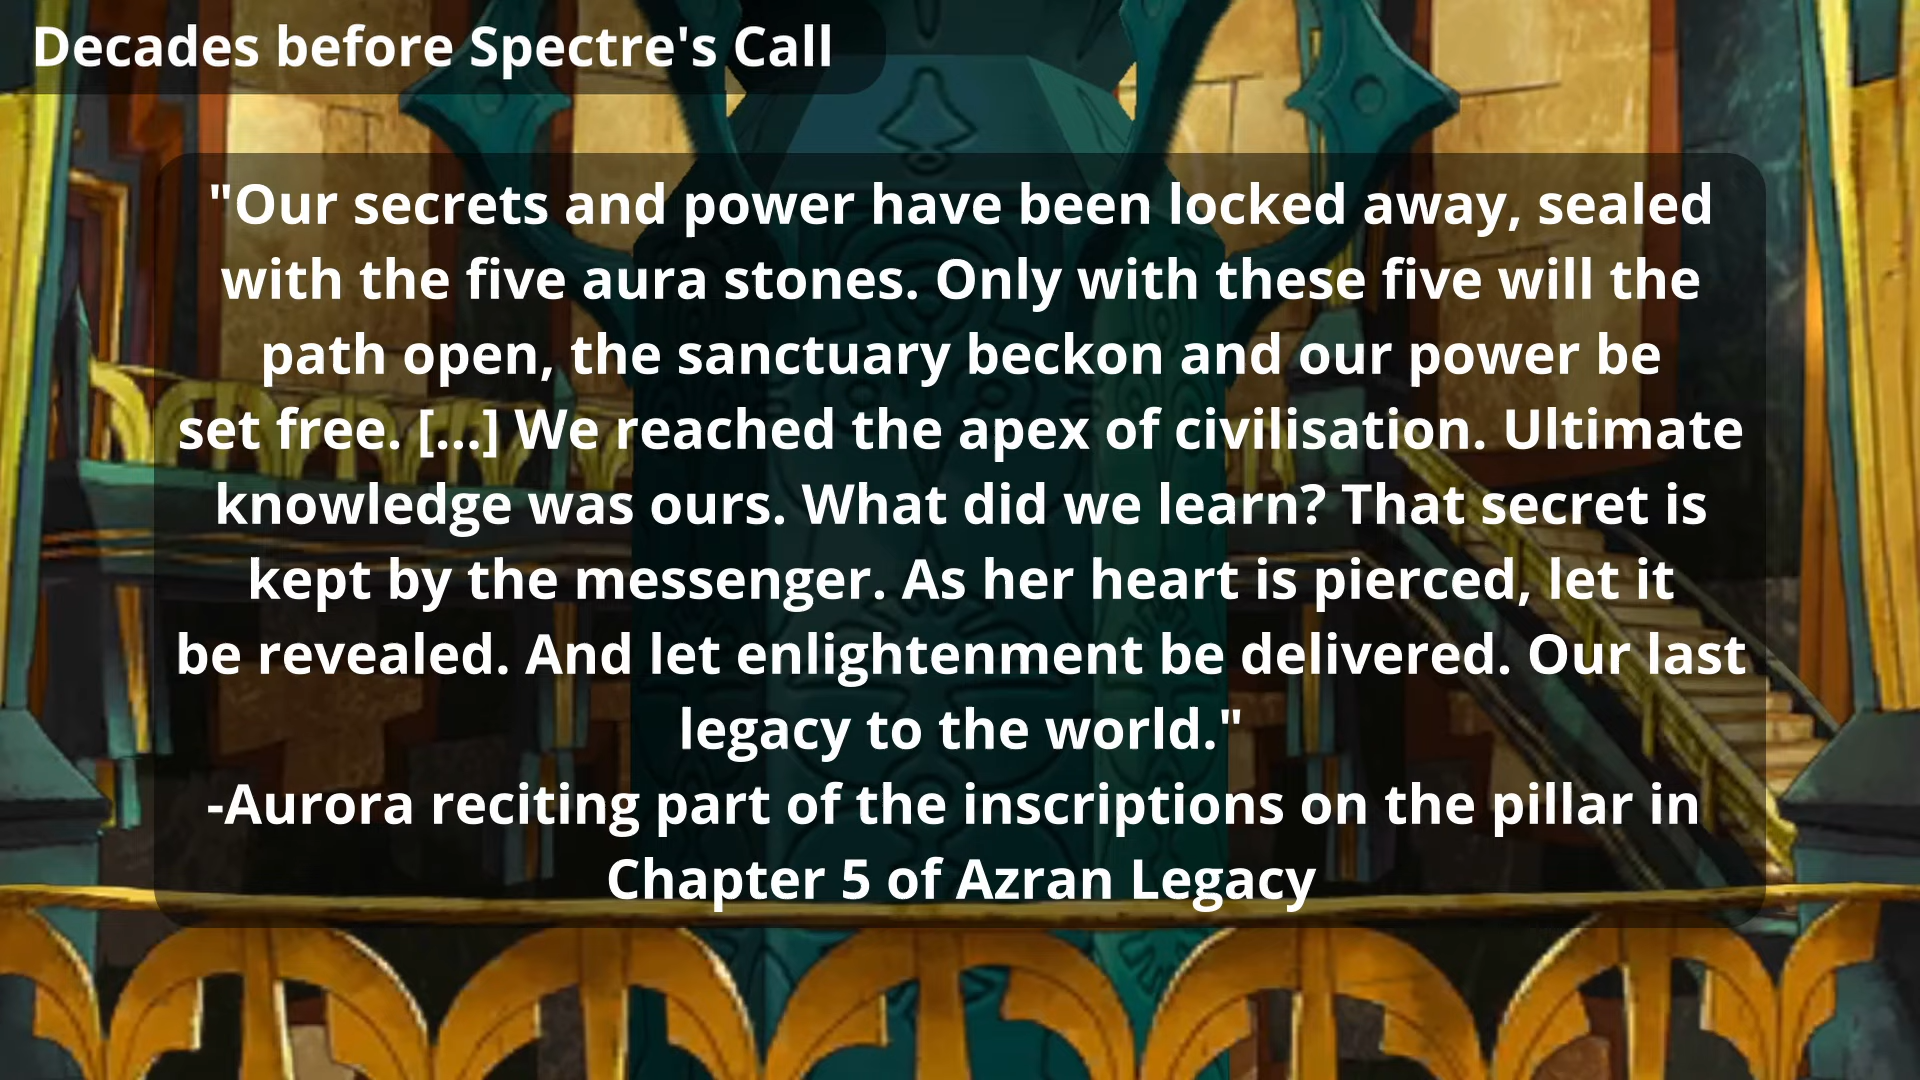 Decades before Spectre's Call
"Our secrets and power have been locked away, sealed
with the five aura stones. Only with these five will the
path open, the sanctuary beckon and our power be
set free. [...] We reached the apex of civilisation. Ultimate
knowledge was ours. What did we learn? That secret is
kept by the messenger. As her heart is pierced, let it
be revealed. And let enlightenment be delivered. Our last
legacy to the world."
-Aurora reciting part of the inscriptions on the pillar in
Chapter 5 of Azran Legacy